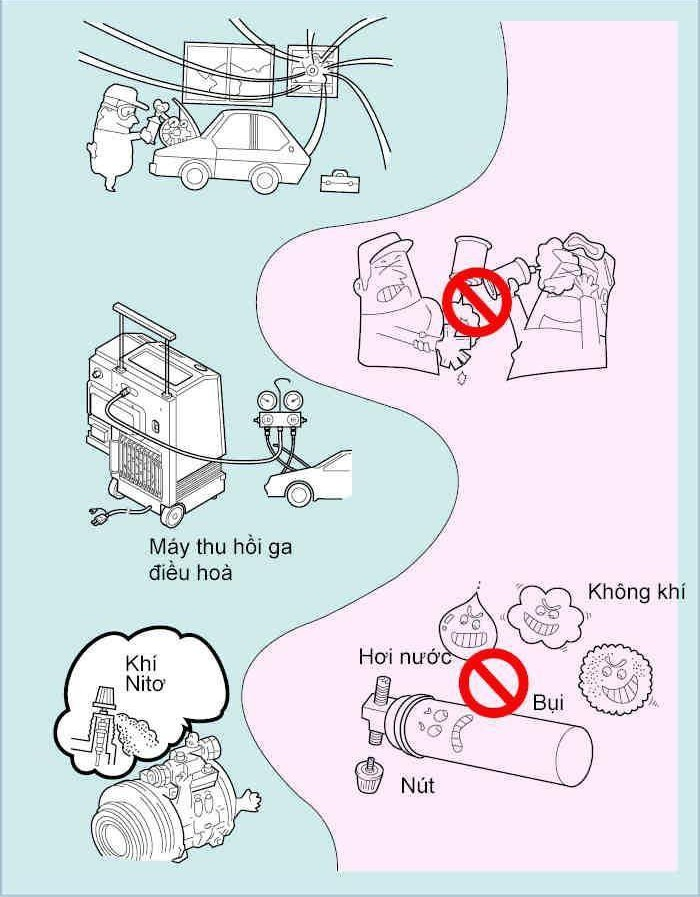 Máy thu hồi ga
điều hoà
Không khí
Hơi nước
Bụi
Nút
Khí
Nitơ